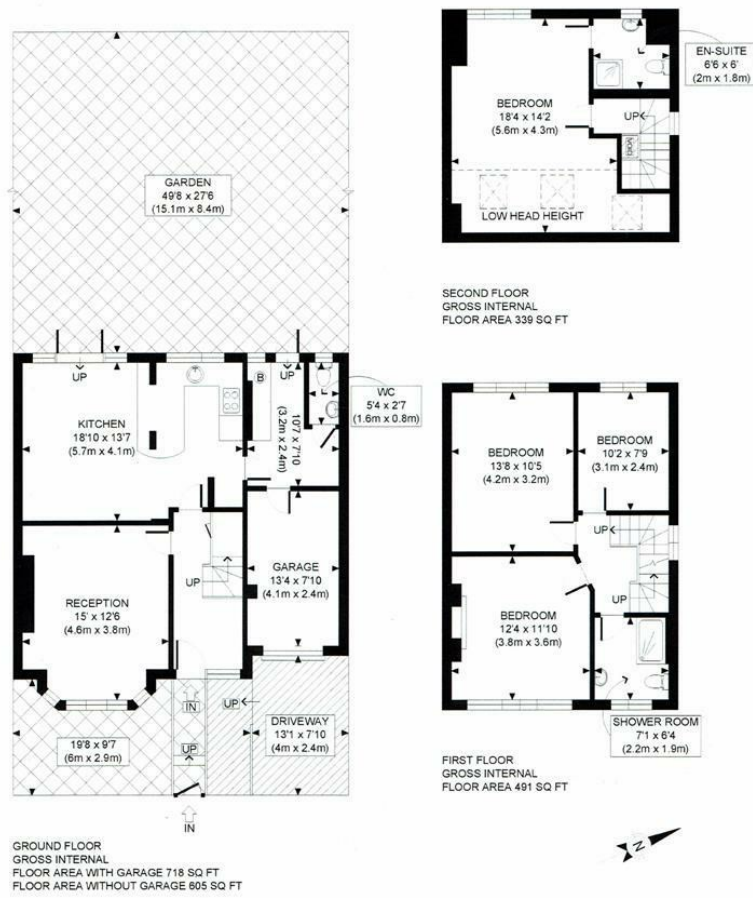 GARDEN
49'8 x 27'6
(15.1m x 8.4m)
UP
UP
B
WC
5'4 x 2'7
(1.6m x 0.8m)
KITCHEN
18'10 x 13'7
(5.7m x 4.1m)
10'7 x 7'10
(3.2m x 2.4m)
RECEPTION
15' x 12'6
(4.6m x 3.8m)
UP
GARAGE
13'4 x 7'10
(4.1m x 2.4m)
IN
UP
19'8 x 9'7
(6m x 2.9m)
UP
DRIVEWAY
13'1 x 7'10
(4m x 2.4m)
IN
GROUND FLOOR
GROSS INTERNAL
FLOOR AREA WITH GARAGE 718 SQ FT
FLOOR AREA WITHOUT GARAGE 605 SQ FT
EN-SUITE
6'6 x 6'
(2m x 1.8m)
BEDROOM
18'4 x 14'2
(5.6m x 4.3m)
UP
LOW HEAD HEIGHT
SECOND FLOOR
GROSS INTERNAL
FLOOR AREA 339 SQ FT
BEDROOM
13'8 x 10'5
(4.2m x 3.2m)
BEDROOM
10'2 x 7'9
(3.1m x 2.4m)
UP
UP
BEDROOM
12'4 x 11'10
(3.8m x 3.6m)
SHOWER ROOM
7'1 x 6'4
(2.2m x 1.9m)
FIRST FLOOR
GROSS INTERNAL
FLOOR AREA 491 SQ FT
N